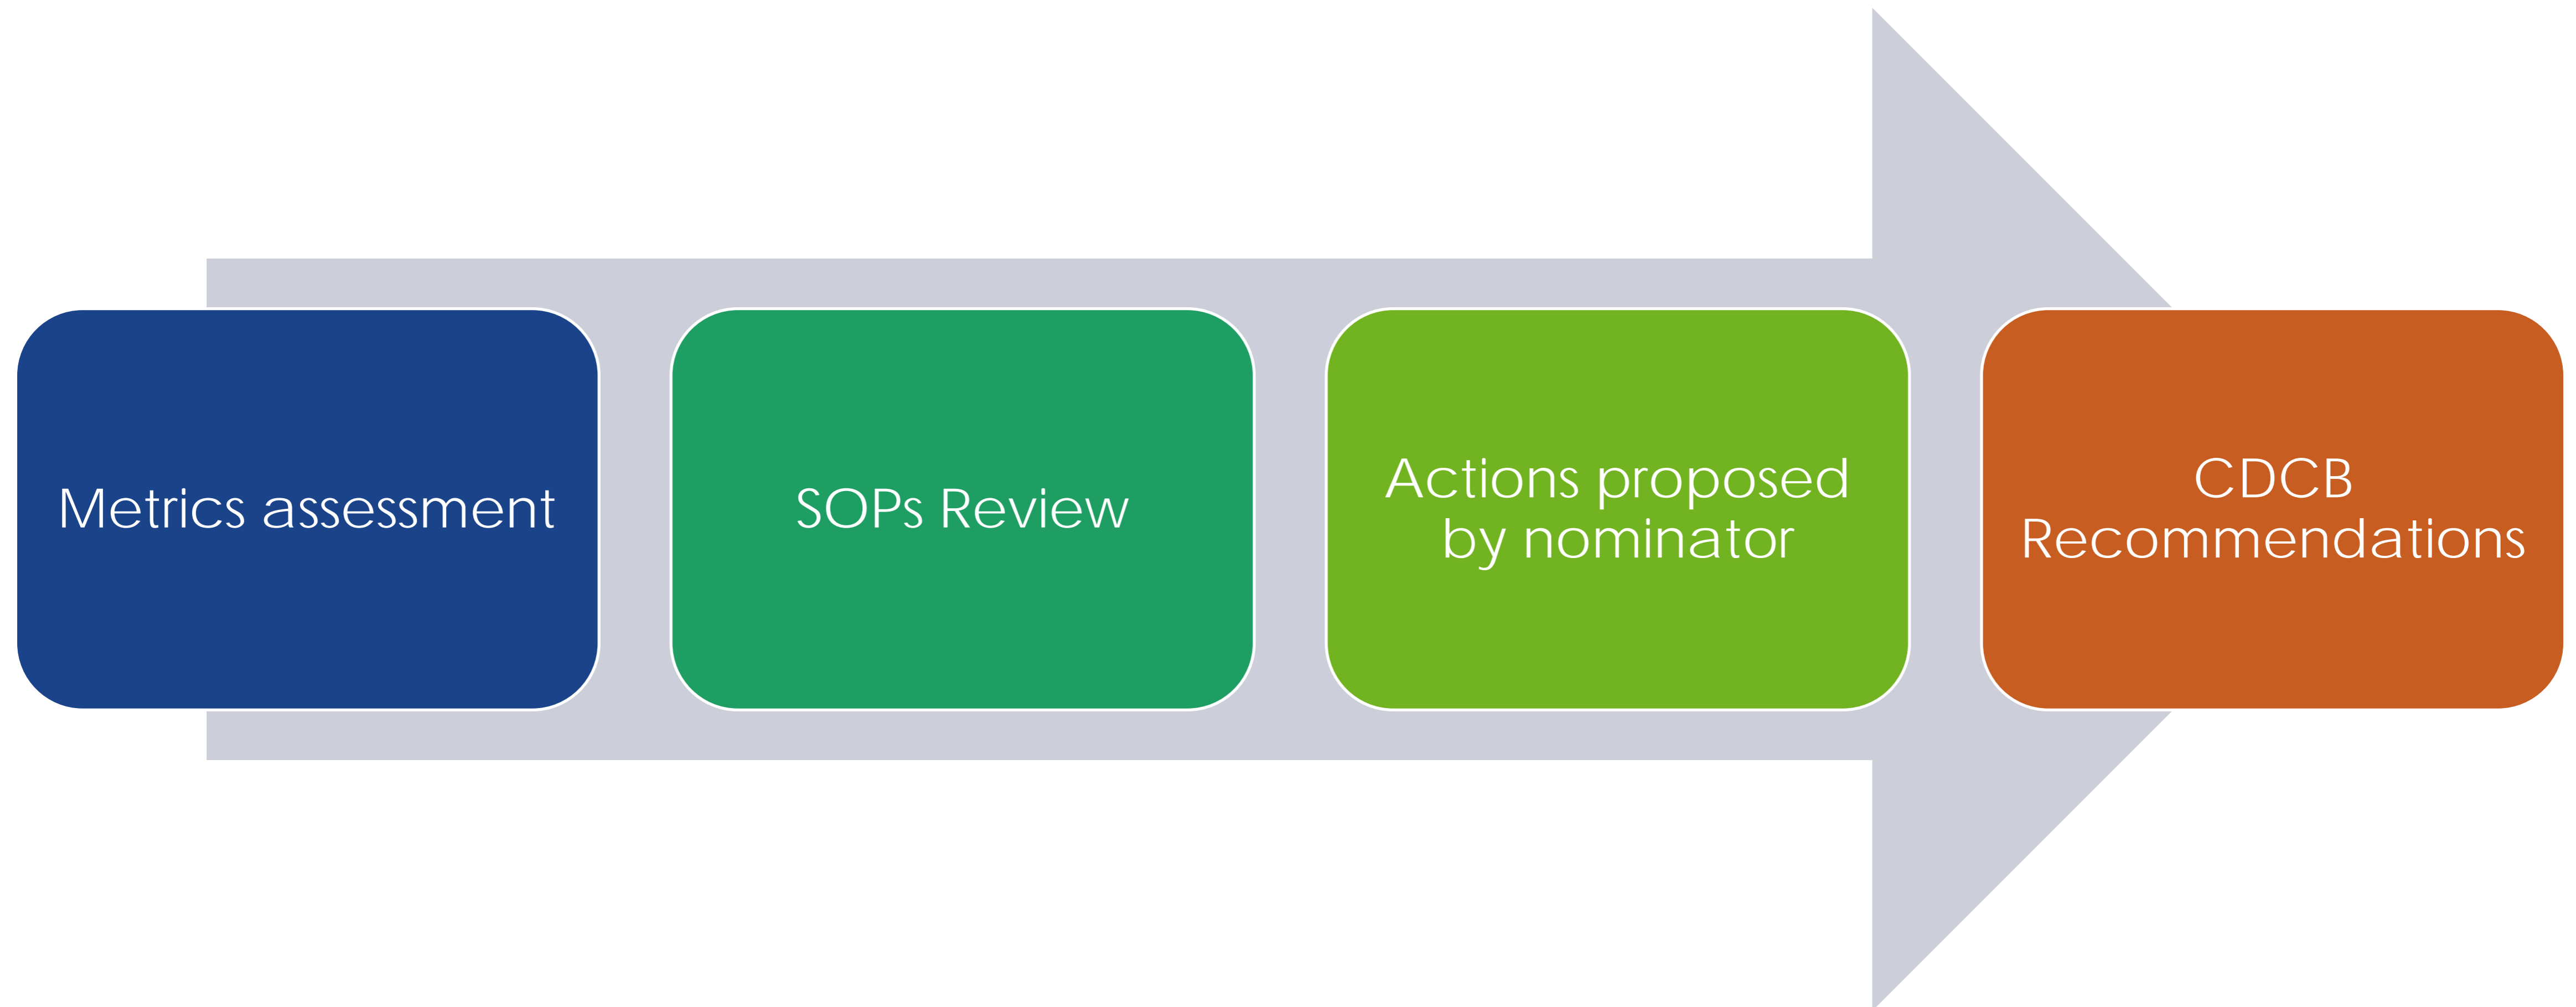 Metrics assessment
SOPs Review
Actions proposed
by nominator
CDCB
Recommendations